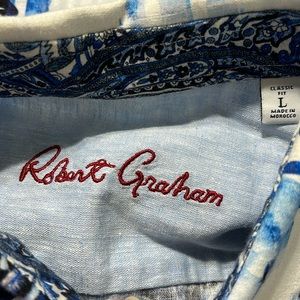 CLASSIC
FIT
L
MADE IN
MOROCCO
Robert Graham